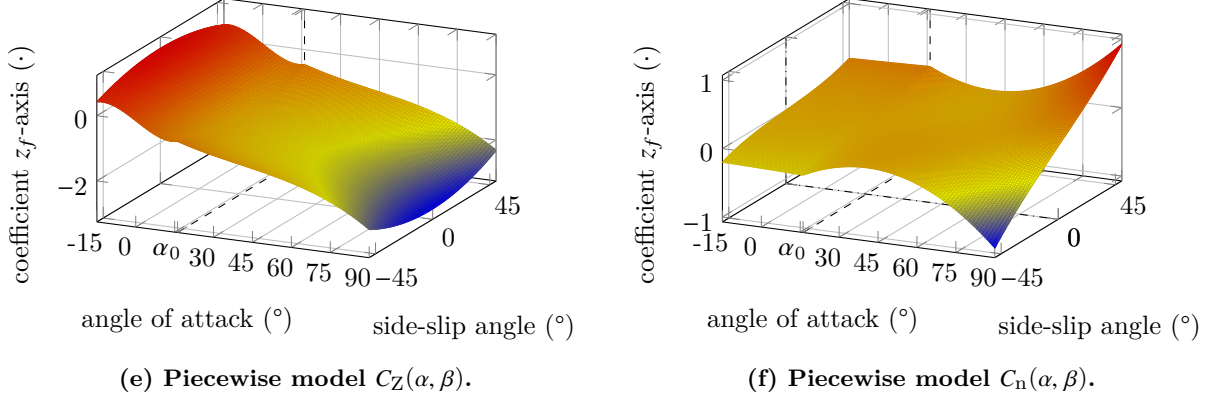 coefficient z_f-axis (·)
0
−2
-15
0
α₀
30
45
60
75
90
−45
0
45
angle of attack (°)
side-slip angle (°)
(e) Piecewise model C_Z(α, β).
coefficient z_f-axis (·)
1
0
−1
-15
0
α₀
30
45
60
75
90
−45
0
45
angle of attack (°)
side-slip angle (°)
(f) Piecewise model C_n(α, β).